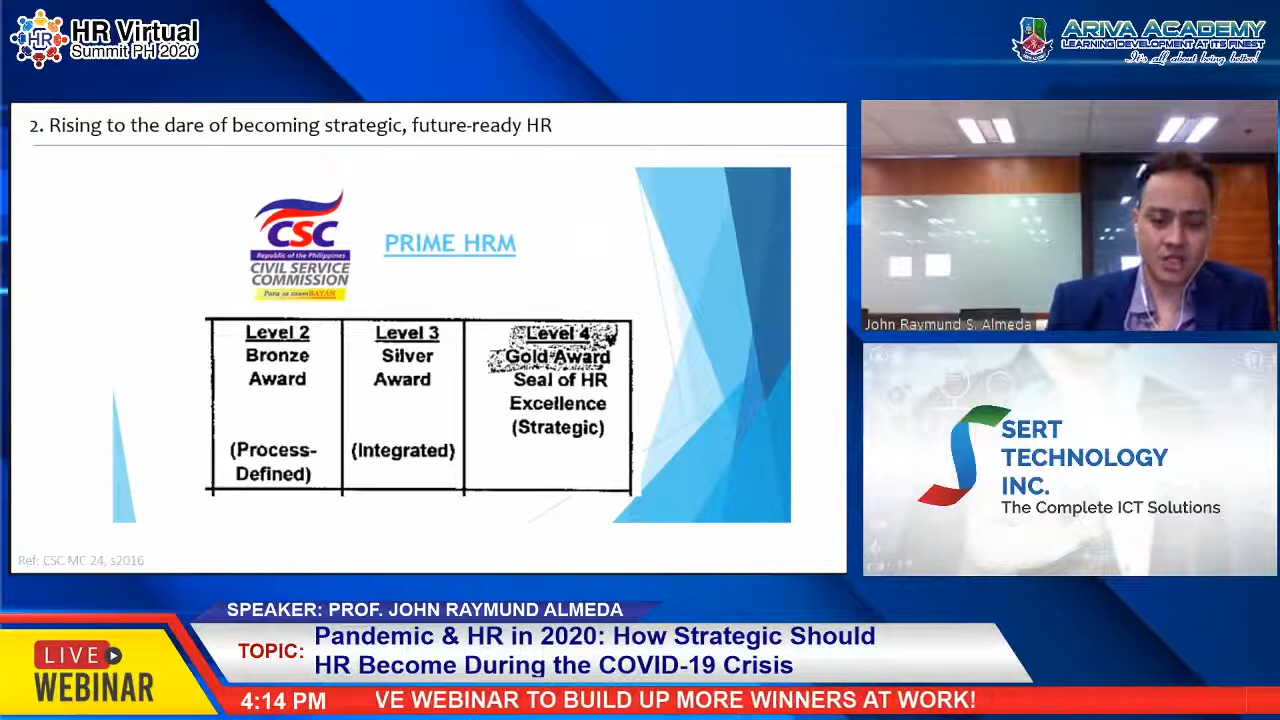 HR
HR Virtual
Summit PH 2020
ARIVA ACADEMY
LEARNING DEVELOPMENT AT ITS FINEST
It's all about being better!
2. Rising to the dare of becoming strategic, future-ready HR
CSC
Republic of the Philippines
CIVIL SERVICE
COMMISSION
Para sa taumBAYAN
PRIME HRM
Level 2
Bronze
Award
(Process-
Defined)
Level 3
Silver
Award
(Integrated)
Level 4
Gold Award
Seal of HR
Excellence
(Strategic)
Ref: CSC MC 24, s2016
John Raymund S. Almeda
SERT
TECHNOLOGY
INC.
The Complete ICT Solutions
SPEAKER: PROF. JOHN RAYMUND ALMEDA
TOPIC:
Pandemic & HR in 2020: How Strategic Should
HR Become During the COVID-19 Crisis
LIVE
WEBINAR
4:14 PM
VE WEBINAR TO BUILD UP MORE WINNERS AT WORK!